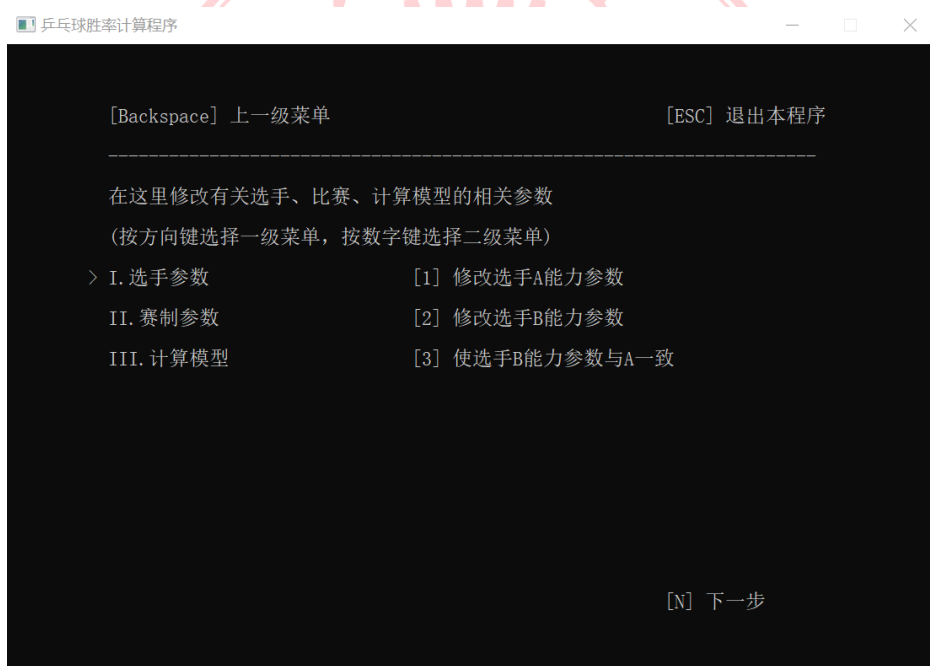 乒乓球胜率计算程序
[Backspace] 上一级菜单 [ESC] 退出本程序
在这里修改有关选手、比赛、计算模型的相关参数
(按方向键选择一级菜单，按数字键选择二级菜单)
> I.选手参数 [1] 修改选手A能力参数
II.赛制参数 [2] 修改选手B能力参数
III.计算模型 [3] 使选手B能力参数与A一致
[N] 下一步